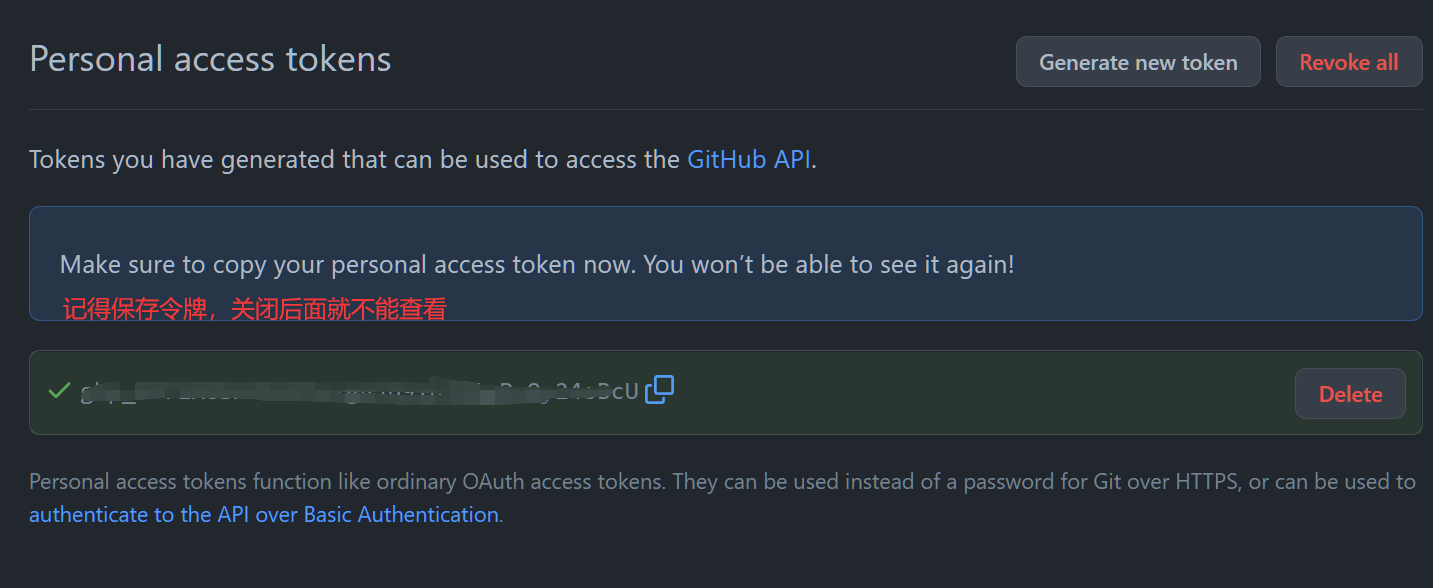 Personal access tokens
Generate new token
Revoke all
Tokens you have generated that can be used to access the GitHub API.
Make sure to copy your personal access token now. You won’t be able to see it again!
记得保存令牌，关闭后面就不能查看
Delete
Personal access tokens function like ordinary OAuth access tokens. They can be used instead of a password for Git over HTTPS, or can be used to
authenticate to the API over Basic Authentication.